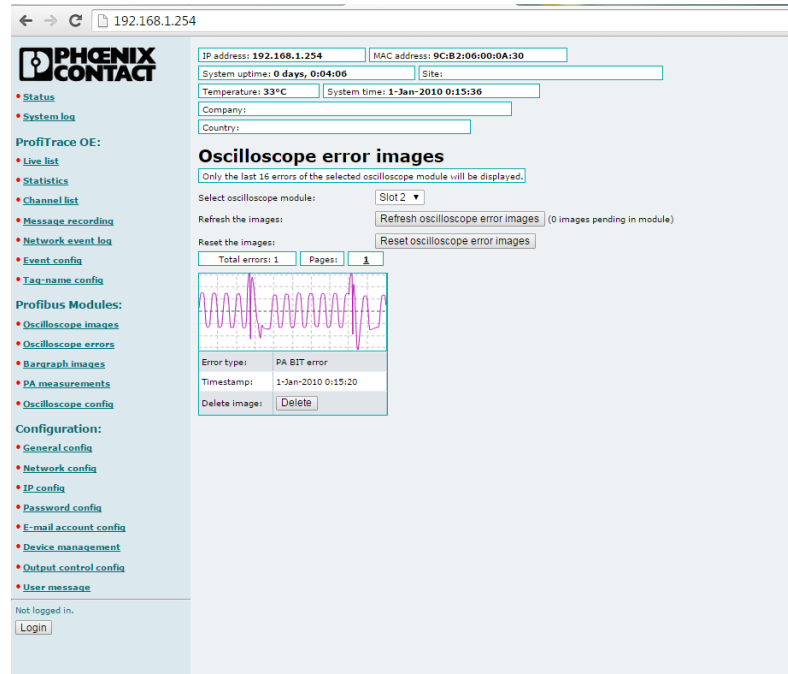 192.168.1.254
PHŒNIX
CONTACT
IP address: 192.168.1.254
MAC address: 9C:B2:06:00:0A:30
System uptime: 0 days, 0:04:06
Site:
Temperature: 33°C
System time: 1-Jan-2010 0:15:36
Company:
Country:
Status
System log
ProfiTrace OE:
Live list
Statistics
Channel list
Message recording
Network event log
Event config
Tag-name config
Profibus Modules:
Oscilloscope images
Oscilloscope errors
Bargraph images
PA measurements
Oscilloscope config
Configuration:
General config
Network config
IP config
Password config
E-mail account config
Device management
Output control config
User message
Not logged in.
Login
Oscilloscope error images
Only the last 16 errors of the selected oscilloscope module will be displayed.
Select oscilloscope module: Slot 2
Refresh the images: Refresh oscilloscope error images (0 images pending in module)
Reset the images: Reset oscilloscope error images
Total errors: 1 Pages: 1
Error type: PA BIT error
Timestamp: 1-Jan-2010 0:15:20
Delete image: Delete